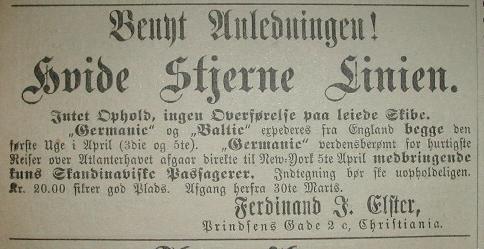 Benyt Anledningen!
Hvide Stjerne Linien.
Intet Ophold, ingen Overførelse paa leiede Skibe.
„Germanic“ og „Baltic“ expederes fra England begge den
første Uge i April (3die og 5te). „Germanic“ verdensberømt for hurtigste
Reiser over Atlanterhavet afgaar direkte til New-York 5te April medbringende
kuns Skandinaviske Passagerer. Indtegning bør ske uopholdeligen.
Kr. 20.00 sikrer god Plads. Afgang herfra 30te Marts.
Ferdinand J. Elster,
Prindsens Gade 2 c, Christiania.